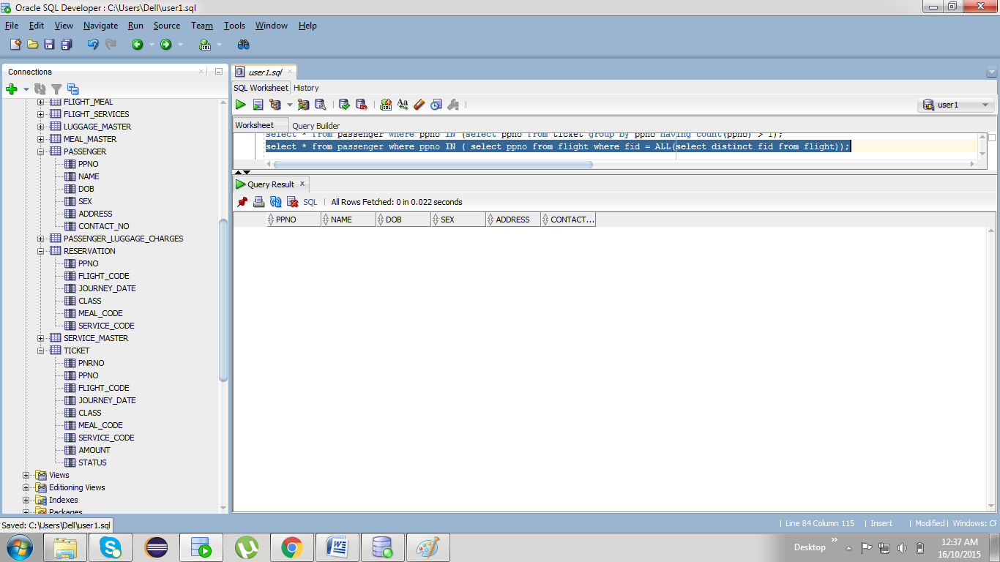 Oracle SQL Developer : C:\Users\Dell\user1.sql
File Edit View Navigate Run Source Team Tools Window Help
Connections
FLIGHT_MEAL
FLIGHT_SERVICES
LUGGAGE_MASTER
MEAL_MASTER
PASSENGER
PPNO
NAME
DOB
SEX
ADDRESS
CONTACT_NO
PASSENGER_LUGGAGE_CHARGES
RESERVATION
PPNO
FLIGHT_CODE
JOURNEY_DATE
CLASS
MEAL_CODE
SERVICE_CODE
SERVICE_MASTER
TICKET
PNRNO
PPNO
FLIGHT_CODE
JOURNEY_DATE
CLASS
MEAL_CODE
SERVICE_CODE
AMOUNT
STATUS
Views
Editioning Views
Indexes
Packages
user1.sql
SQL Worksheet History
user1
Worksheet Query Builder
select * from passenger where ppno IN (select ppno from ticket group by ppno having count(ppno) > 1);
select * from passenger where ppno IN ( select ppno from flight where fid = ALL(select distinct fid from flight));
Query Result x
SQL | All Rows Fetched: 0 in 0.022 seconds
PPNO NAME DOB SEX ADDRESS CONTACT...
Saved: C:\Users\Dell\user1.sql
| Line 84 Column 115 | Insert | Modified | Windows: CF
Desktop
12:37 AM
16/10/2015